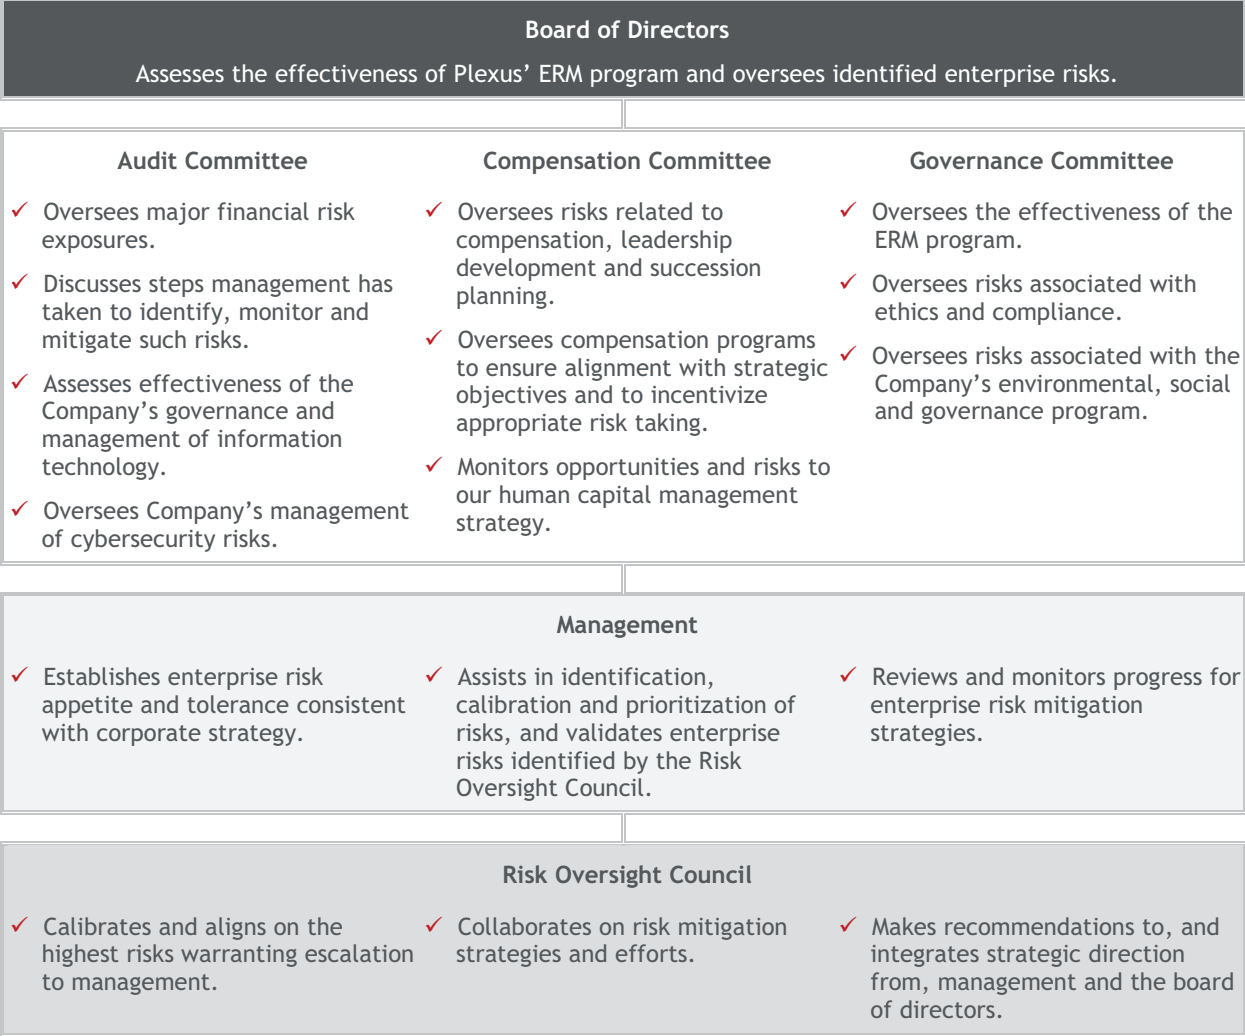 Board of Directors
Assesses the effectiveness of Plexus’ ERM program and oversees identified enterprise risks.
Audit Committee
✓ Oversees major financial risk
exposures.
✓ Discusses steps management has
taken to identify, monitor and
mitigate such risks.
✓ Assesses effectiveness of the
Company’s governance and
management of information
technology.
✓ Oversees Company’s management
of cybersecurity risks.
Compensation Committee
✓ Oversees risks related to
compensation, leadership
development and succession
planning.
✓ Oversees compensation programs
to ensure alignment with strategic
objectives and to incentivize
appropriate risk taking.
✓ Monitors opportunities and risks to
our human capital management
strategy.
Governance Committee
✓ Oversees the effectiveness of the
ERM program.
✓ Oversees risks associated with
ethics and compliance.
✓ Oversees risks associated with the
Company’s environmental, social
and governance program.
Management
✓ Establishes enterprise risk
appetite and tolerance consistent
with corporate strategy.
✓ Assists in identification,
calibration and prioritization of
risks, and validates enterprise
risks identified by the Risk
Oversight Council.
✓ Reviews and monitors progress for
enterprise risk mitigation
strategies.
Risk Oversight Council
✓ Calibrates and aligns on the
highest risks warranting escalation
to management.
✓ Collaborates on risk mitigation
strategies and efforts.
✓ Makes recommendations to, and
integrates strategic direction
from, management and the board
of directors.